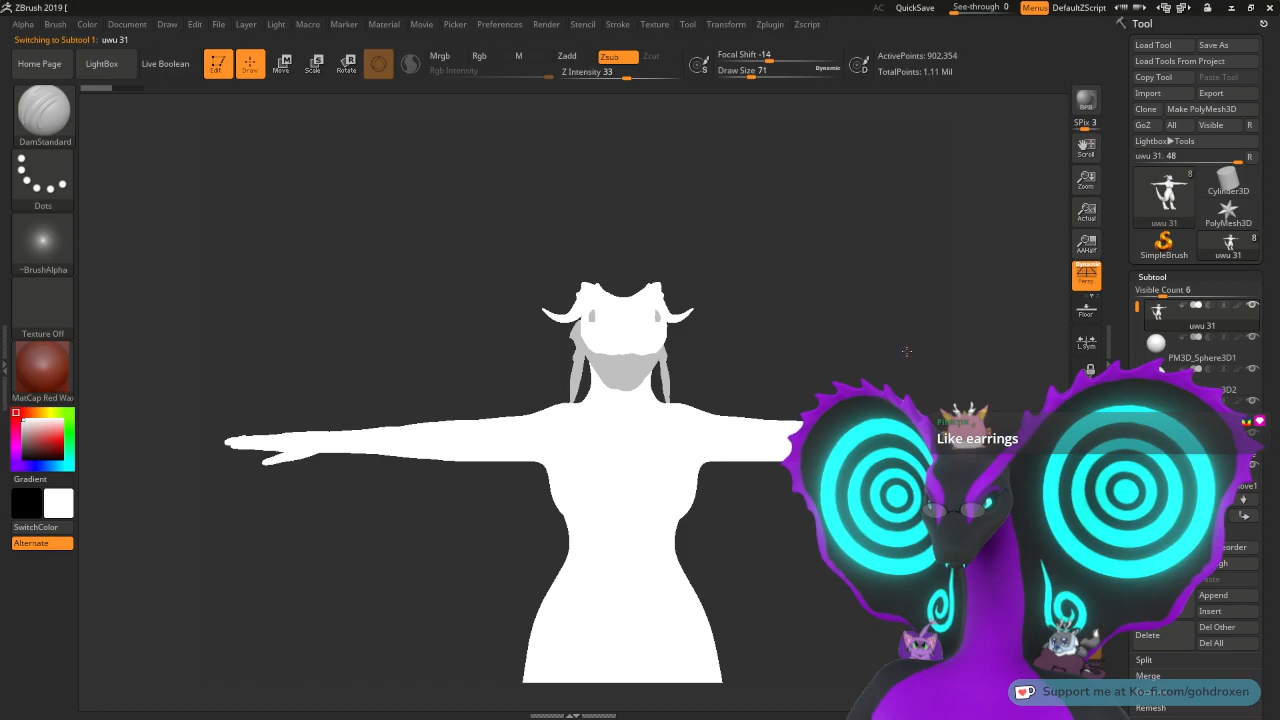 ZBrush 2019 [
AC
QuickSave
See-through 0
Menus
DefaultZScript
Alpha
Brush
Color
Document
Draw
Edit
File
Layer
Light
Macro
Marker
Material
Movie
Picker
Preferences
Render
Stencil
Stroke
Texture
Tool
Transform
Zplugin
Zscript
Tool
Switching to Subtool 1: uwu 31
Home Page
LightBox
Live Boolean
Edit
Draw
Move
Scale
Rotate
Mrgb
Rgb
M
Zadd
Zsub
Zcut
Rgb Intensity
Z Intensity 33
S
Focal Shift -14
Draw Size 71
Dynamic
D
ActivePoints: 902,354
TotalPoints: 1.11 Mil
Load Tool
Save As
Load Tools From Project
Copy Tool
Paste Tool
Import
Export
Clone
Make PolyMesh3D
GoZ
All
Visible
R
Lightbox▶Tools
uwu 31. 48
R
8
uwu 31
Cylinder3D
PolyMesh3D
SimpleBrush
8
uwu 31
DamStandard
Dots
~BrushAlpha
Texture Off
MatCap Red Wax
Gradient
SwitchColor
Alternate
BPR
SPix 3
Scroll
Zoom
Actual
AAHalf
Dynamic
Persp
Floor
L.Sym
Subtool
Visible Count 6
uwu 31
PM3D_Sphere3D1
Like earrings
Append
Insert
Delete
Del Other
Del All
Split
Merge
Remesh
Support me at Ko-fi.com/gohdroxen